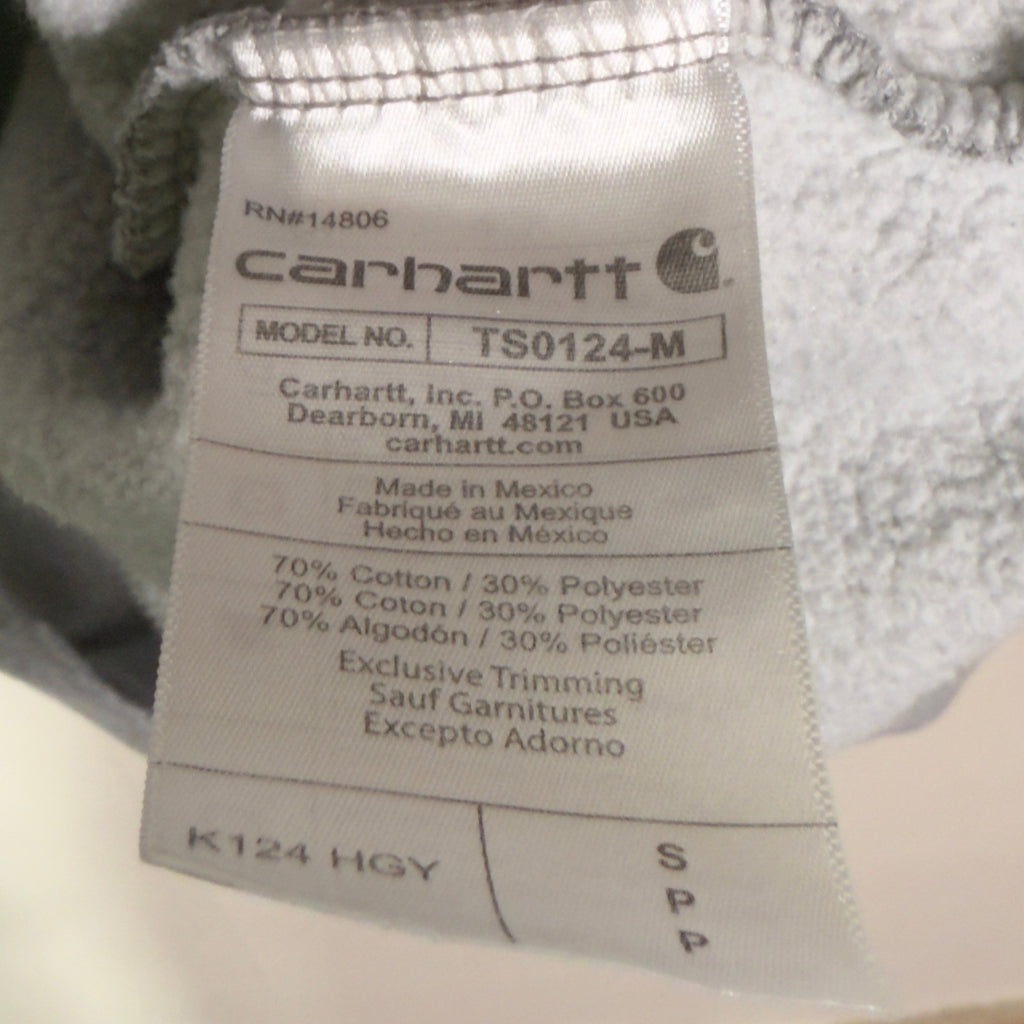 RN#14806
carhartt
MODEL NO. TS0124-M
Carhartt, Inc. P.O. Box 600
Dearborn, MI 48121 USA
carhartt.com
Made in Mexico
Fabriqué au Mexique
Hecho en México
70% Cotton / 30% Polyester
70% Coton / 30% Polyester
70% Algodón / 30% Poliéster
Exclusive Trimming
Sauf Garnitures
Excepto Adorno
K124 HGY
S
P
P